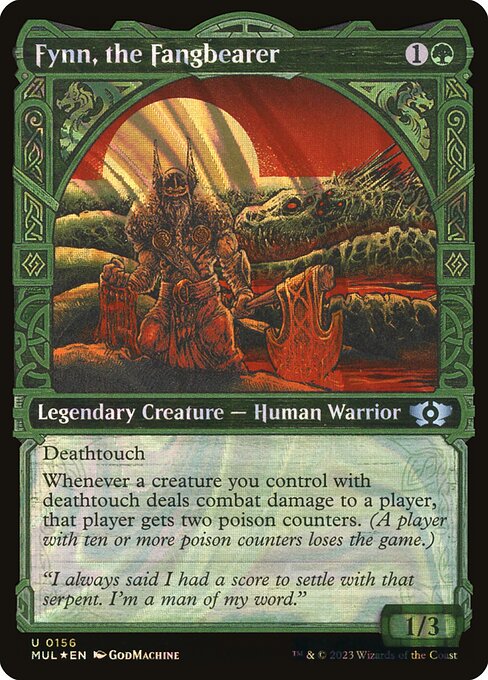 Fynn, the Fangbearer 1
Legendary Creature — Human Warrior
Deathtouch
Whenever a creature you control with
deathtouch deals combat damage to a player,
that player gets two poison counters. (A player
with ten or more poison counters loses the game.)
“I always said I had a score to settle with that
serpent. I’m a man of my word.”
1/3
U 0156
MUL★EN GodMachine
™ & © 2023 Wizards of the Coast